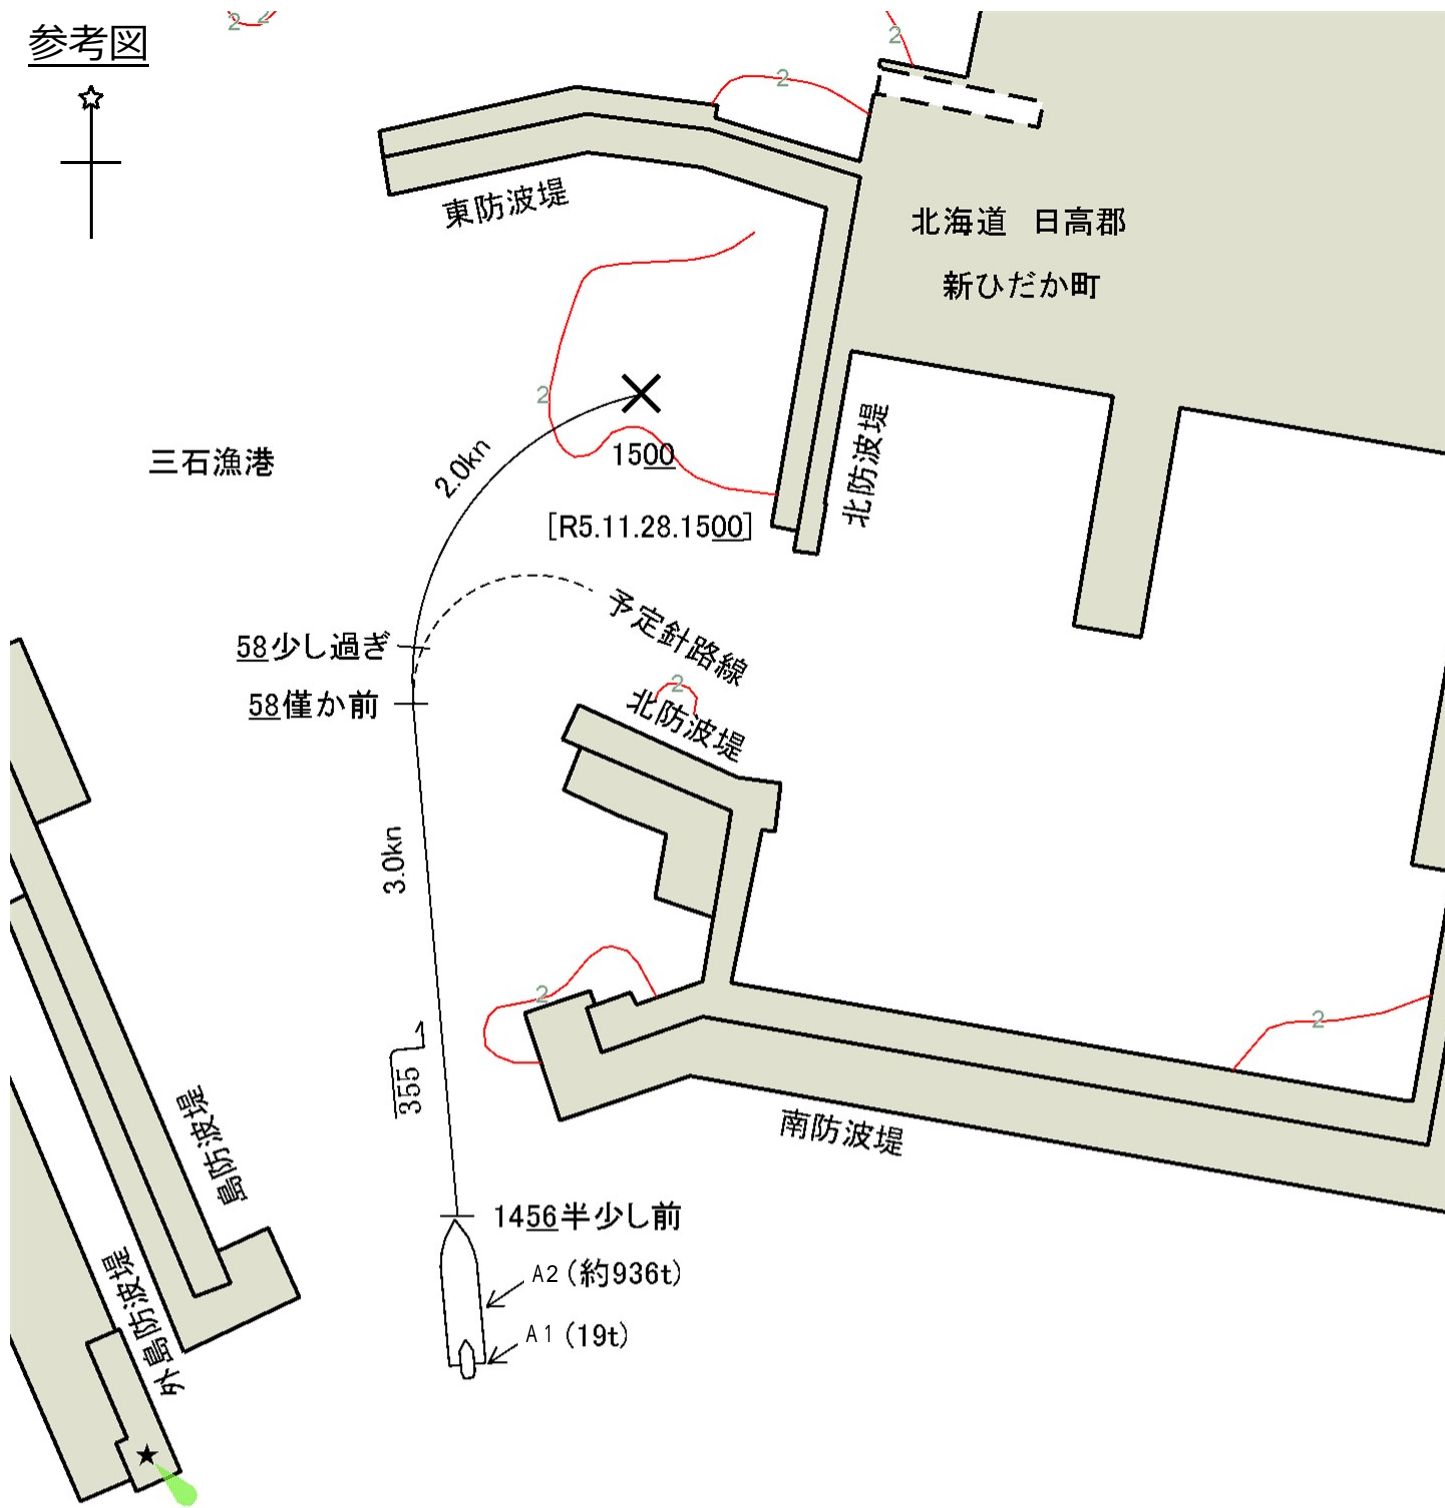 参考図
2 2
2
2
東防波堤
北海道 日高郡
新ひだか町
2
三石漁港
2.0kn
1500
北防波堤
[R5.11.28.1500]
予定針路線
58少し過ぎ
58僅か前
2
北防波堤
3.0kn
2
2
355
島防波堤
南防波堤
1456半少し前
外島防波堤
A2(約936t)
A1(19t)